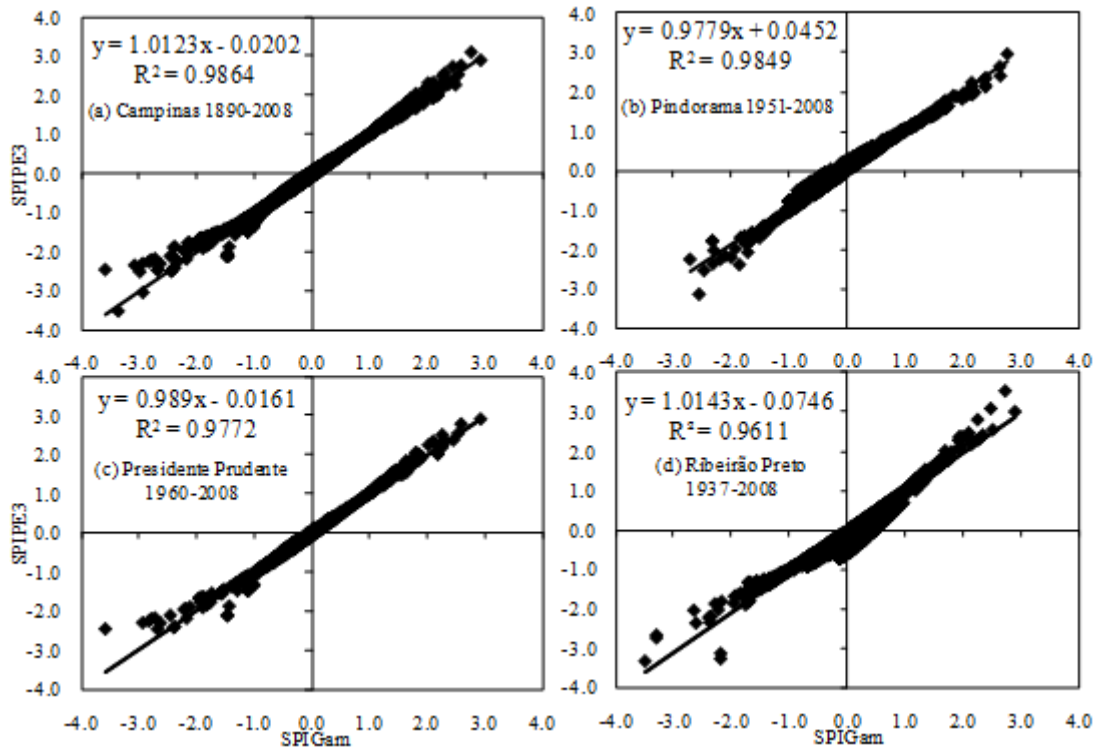 4.0
3.0
2.0
1.0
0.0
-1.0
-2.0
-3.0
-4.0
SPIPE3
y = 1.0123x - 0.0202
R² = 0.9864
(a) Campinas 1890-2008
-4.0 -3.0 -2.0 -1.0 0.0 1.0 2.0 3.0 4.0
4.0
3.0
2.0
1.0
0.0
-1.0
-2.0
-3.0
-4.0
y = 0.9779x + 0.0452
R² = 0.9849
(b) Pindorama 1951-2008
-4.0 -3.0 -2.0 -1.0 0.0 1.0 2.0 3.0 4.0
4.0
3.0
2.0
1.0
0.0
-1.0
-2.0
-3.0
-4.0
SPIPE3
y = 0.989x - 0.0161
R² = 0.9772
(c) Presidente Prudente
1960-2008
-4.0 -3.0 -2.0 -1.0 0.0 1.0 2.0 3.0 4.0
SPIGam
4.0
3.0
2.0
1.0
0.0
-1.0
-2.0
-3.0
-4.0
y = 1.0143x - 0.0746
R² = 0.9611
(d) Ribeirão Preto
1937-2008
-4.0 -3.0 -2.0 -1.0 0.0 1.0 2.0 3.0 4.0
SPIGam